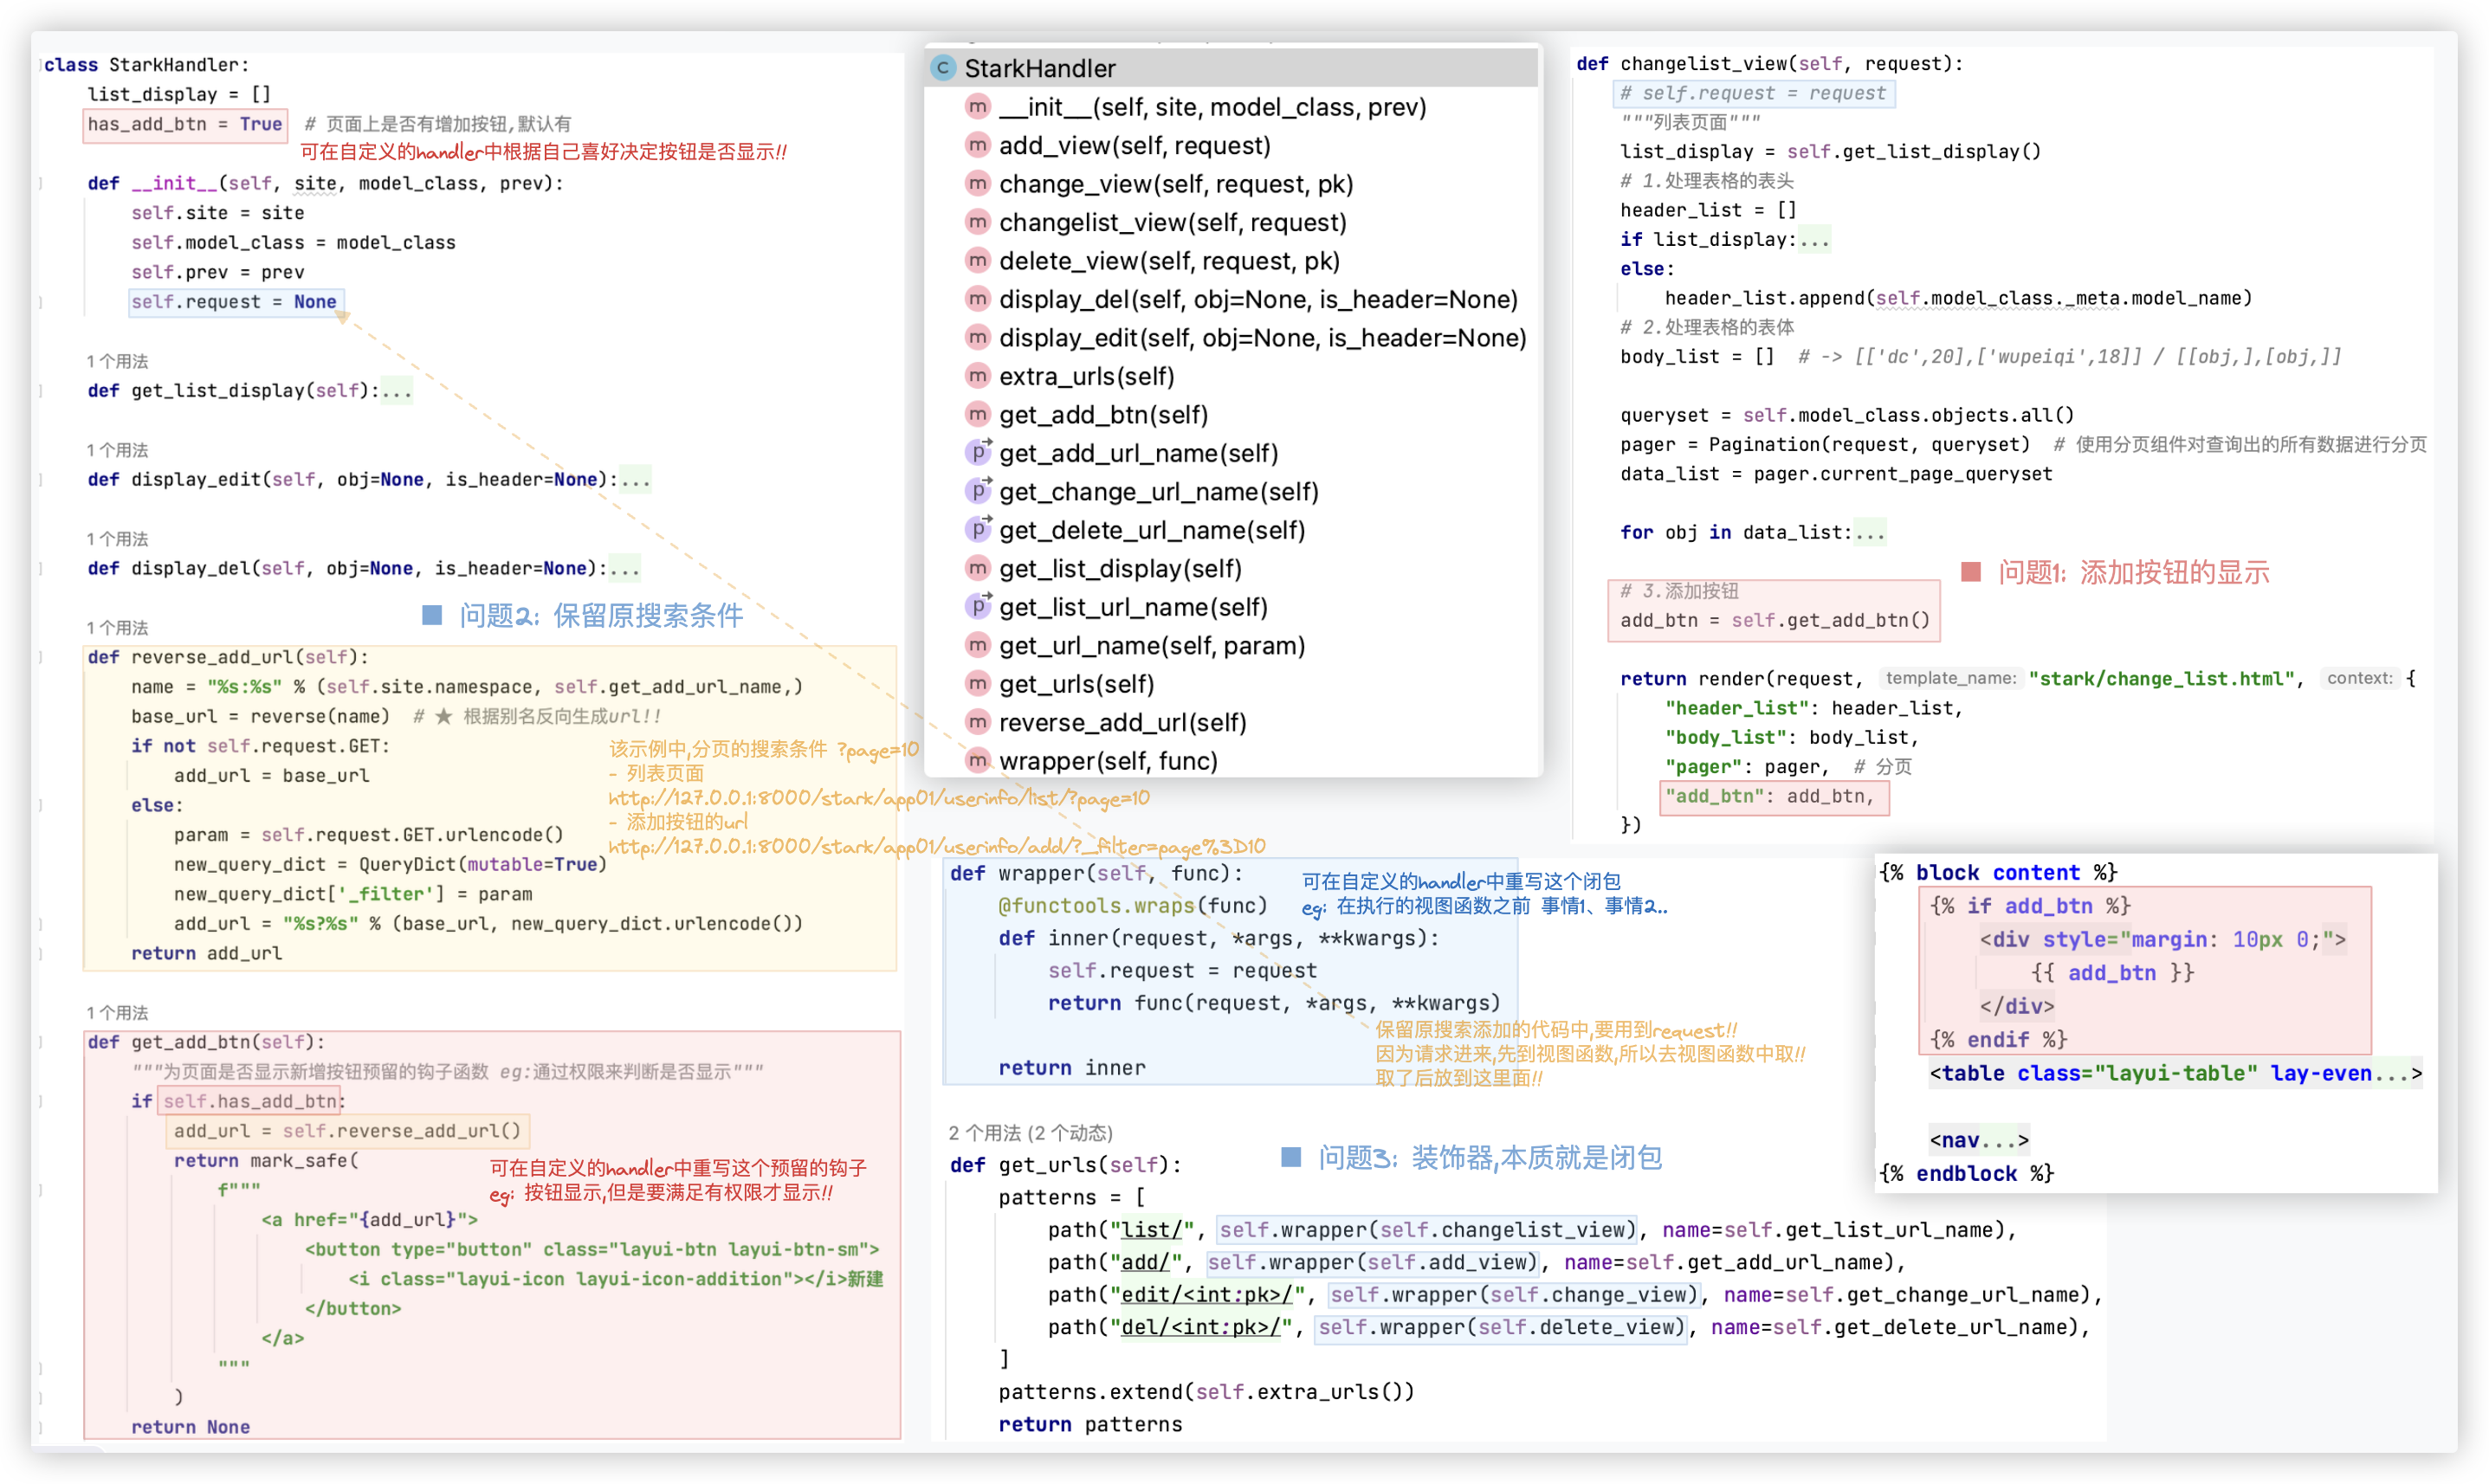 class StarkHandler:
list_display = []
has_add_btn = True  # 页面上是否有增加按钮,默认有
可在自定义的handler中根据自己喜好决定按钮是否显示!!
def __init__(self, site, model_class, prev):
self.site = site
self.model_class = model_class
self.prev = prev
self.request = None
1 个用法
def get_list_display(self):...
1 个用法
def display_edit(self, obj=None, is_header=None):...
1 个用法
def display_del(self, obj=None, is_header=None):...
■ 问题2: 保留原搜索条件
1 个用法
def reverse_add_url(self):
name = "%s:%s" % (self.site.namespace, self.get_add_url_name,)
base_url = reverse(name)  # ★ 根据别名反向生成url!!
if not self.request.GET:
add_url = base_url
else:
param = self.request.GET.urlencode()
new_query_dict = QueryDict(mutable=True)
new_query_dict['_filter'] = param
add_url = "%s?%s" % (base_url, new_query_dict.urlencode())
return add_url
该示例中,分页的搜索条件 ?page=10
- 列表页面
http://127.0.0.1:8000/stark/app01/userinfo/list/?page=10
- 添加按钮的url
http://127.0.0.1:8000/stark/app01/userinfo/add/?_filter=page%3D10
1 个用法
def get_add_btn(self):
"""为页面是否显示新增按钮预留的钩子函数 eg:通过权限来判断是否显示"""
if self.has_add_btn:
add_url = self.reverse_add_url()
return mark_safe(
f"""
<a href="{add_url}">
<button type="button" class="layui-btn layui-btn-sm">
<i class="layui-icon layui-icon-addition"></i>新建
</button>
</a>
"""
)
return None
可在自定义的handler中重写这个预留的钩子
eg: 按钮显示,但是要满足有权限才显示!!
C StarkHandler
m __init__(self, site, model_class, prev)
m add_view(self, request)
m change_view(self, request, pk)
m changelist_view(self, request)
m delete_view(self, request, pk)
m display_del(self, obj=None, is_header=None)
m display_edit(self, obj=None, is_header=None)
m extra_urls(self)
m get_add_btn(self)
p get_add_url_name(self)
p get_change_url_name(self)
p get_delete_url_name(self)
m get_list_display(self)
p get_list_url_name(self)
m get_url_name(self, param)
m get_urls(self)
m reverse_add_url(self)
m wrapper(self, func)
def wrapper(self, func):
@functools.wraps(func)
def inner(request, *args, **kwargs):
self.request = request
return func(request, *args, **kwargs)
return inner
可在自定义的handler中重写这个闭包
eg: 在执行的视图函数之前 事情1、事情2..
保留原搜索添加的代码中,要用到request!!
因为请求进来,先到视图函数,所以去视图函数中取!!
取了后放到这里面!!
2 个用法 (2 个动态)
■ 问题3: 装饰器,本质就是闭包
def get_urls(self):
patterns = [
path("list/", self.wrapper(self.changelist_view), name=self.get_list_url_name),
path("add/", self.wrapper(self.add_view), name=self.get_add_url_name),
path("edit/<int:pk>/", self.wrapper(self.change_view), name=self.get_change_url_name),
path("del/<int:pk>/", self.wrapper(self.delete_view), name=self.get_delete_url_name),
]
patterns.extend(self.extra_urls())
return patterns
def changelist_view(self, request):
# self.request = request
"""列表页面"""
list_display = self.get_list_display()
# 1.处理表格的表头
header_list = []
if list_display:...
else:
header_list.append(self.model_class._meta.model_name)
# 2.处理表格的表体
body_list = []  # -> [['dc',20],['wupeiqi',18]] / [[obj,],[obj,]]
queryset = self.model_class.objects.all()
pager = Pagination(request, queryset)  # 使用分页组件对查询出的所有数据进行分页
data_list = pager.current_page_queryset
for obj in data_list:...
■ 问题1: 添加按钮的显示
# 3.添加按钮
add_btn = self.get_add_btn()
return render(request, template_name: "stark/change_list.html", context: {
"header_list": header_list,
"body_list": body_list,
"pager": pager,  # 分页
"add_btn": add_btn,
})
{% block content %}
{% if add_btn %}
<div style="margin: 10px 0;">
{{ add_btn }}
</div>
{% endif %}
<table class="layui-table" lay-even...>
<nav...>
{% endblock %}